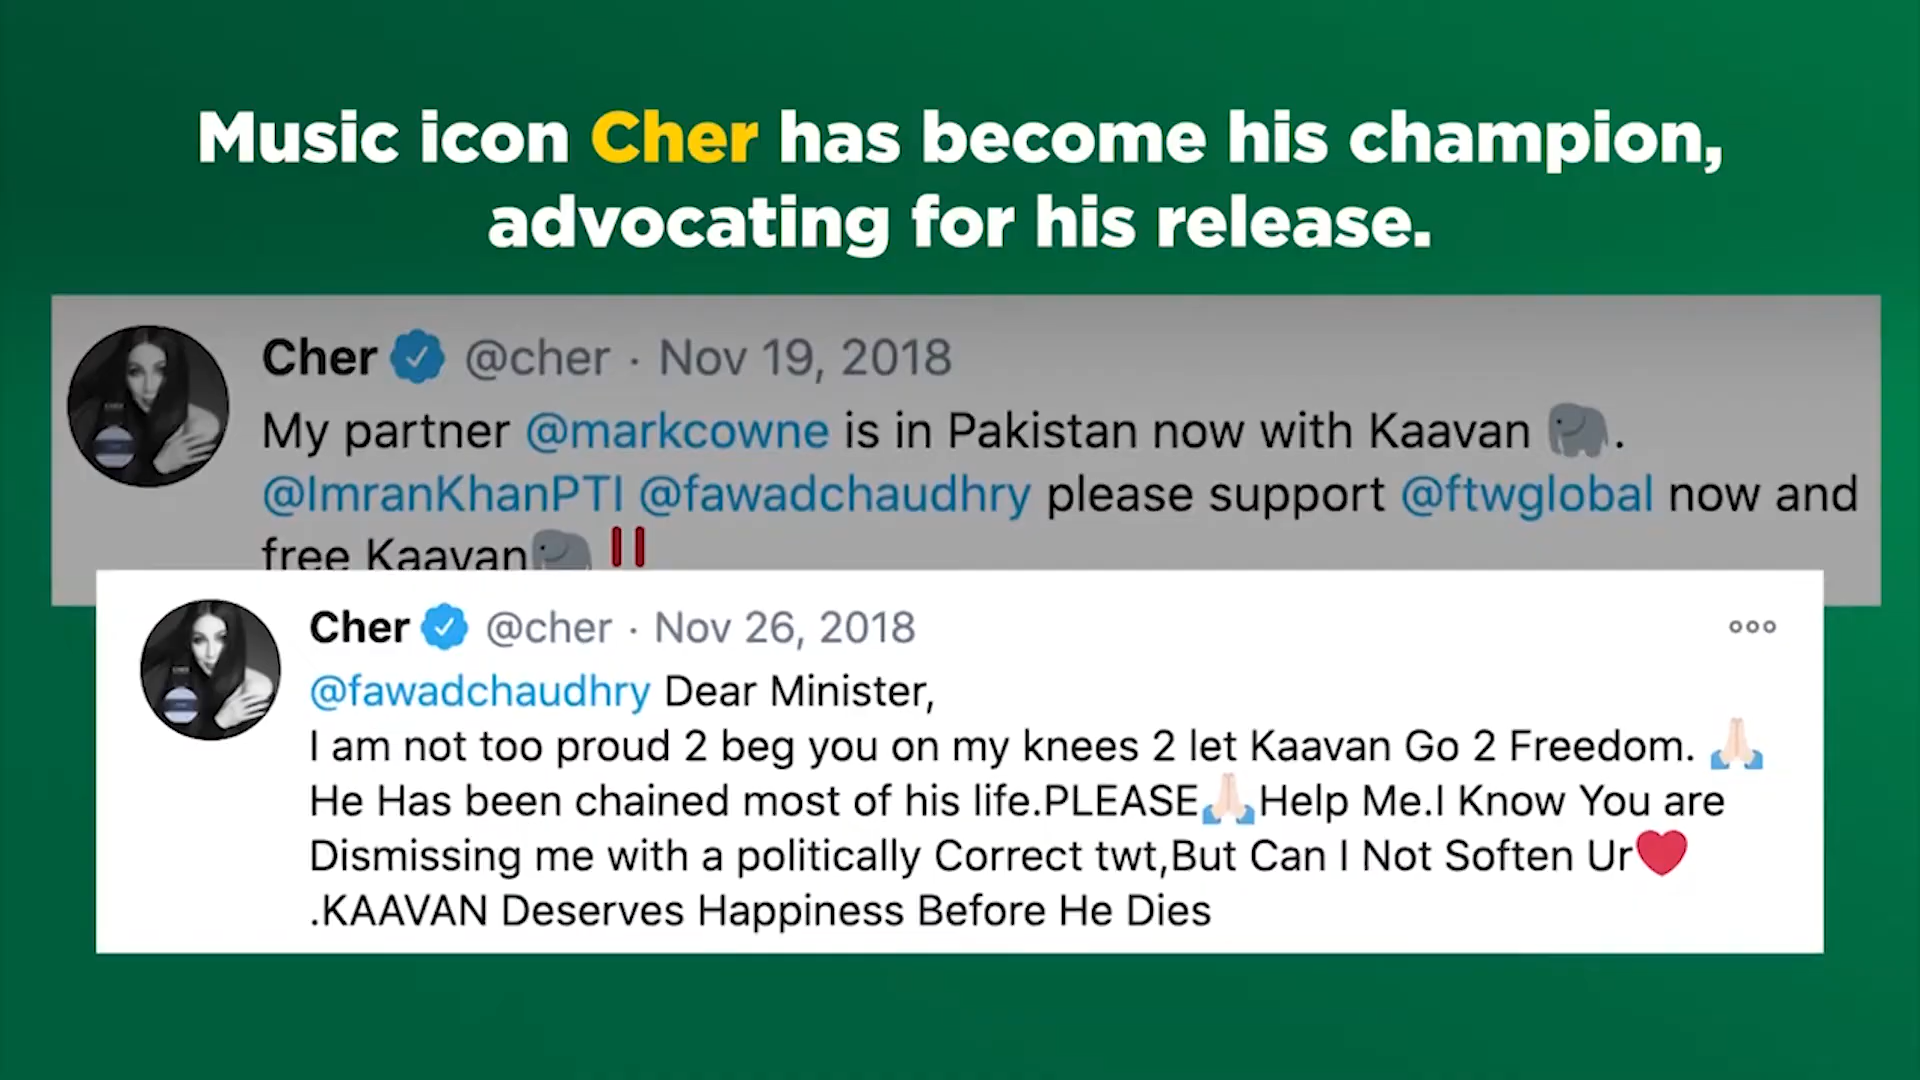 Music icon Cher has become his champion,
advocating for his release.
Cher @cher · Nov 19, 2018
My partner @markcowne is in Pakistan now with Kaavan 🐘.
@ImranKhanPTI @fawadchaudhry please support @ftwglobal now and
free Kaavan🐘‼️
Cher @cher · Nov 26, 2018
@fawadchaudhry Dear Minister,
I am not too proud 2 beg you on my knees 2 let Kaavan Go 2 Freedom. 🙏🏻
He Has been chained most of his life.PLEASE🙏🏻Help Me.I Know You are
Dismissing me with a politically Correct twt,But Can I Not Soften Ur❤️
.KAAVAN Deserves Happiness Before He Dies